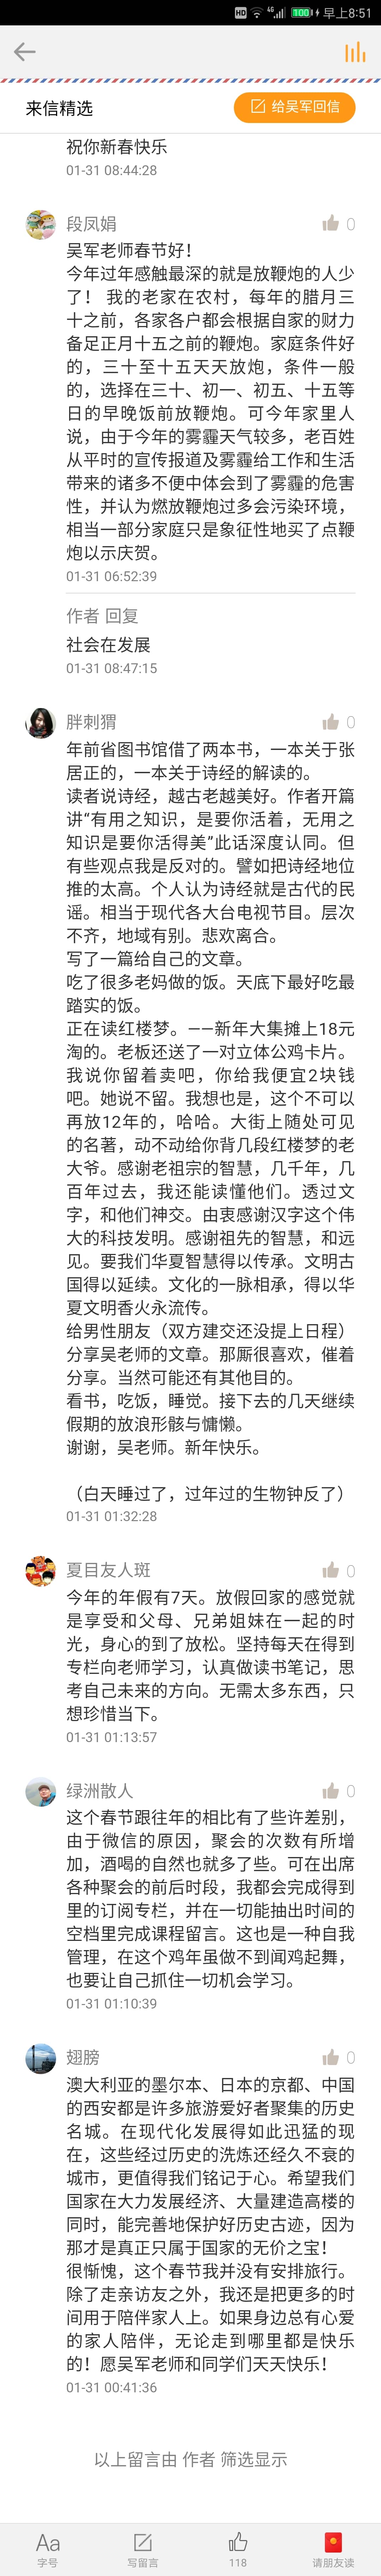 HD 4G 100 早上8:51
来信精选
给吴军回信
祝你新春快乐
01-31 08:44:28
段凤娟
0
吴军老师春节好！
今年过年感触最深的就是放鞭炮的人少
了！ 我的老家在农村，每年的腊月三
十之前，各家各户都会根据自家的财力
备足正月十五之前的鞭炮。家庭条件好
的，三十至十五天天放炮，条件一般
的，选择在三十、初一、初五、十五等
日的早晚饭前放鞭炮。可今年家里人
说，由于今年的雾霾天气较多，老百姓
从平时的宣传报道及雾霾给工作和生活
带来的诸多不便中体会到了雾霾的危害
性，并认为燃放鞭炮过多会污染环境，
相当一部分家庭只是象征性地买了点鞭
炮以示庆贺。
01-31 06:52:39
作者 回复
社会在发展
01-31 08:47:15
胖刺猬
0
年前省图书馆借了两本书，一本关于张
居正的，一本关于诗经的解读的。
读者说诗经，越古老越美好。作者开篇
讲“有用之知识，是要你活着，无用之
知识是要你活得美”此话深度认同。但
有些观点我是反对的。譬如把诗经地位
推的太高。个人认为诗经就是古代的民
谣。相当于现代各大台电视节目。层次
不齐，地域有别。悲欢离合。
写了一篇给自己的文章。
吃了很多老妈做的饭。天底下最好吃最
踏实的饭。
正在读红楼梦。——新年大集摊上18元
淘的。老板还送了一对立体公鸡卡片。
我说你留着卖吧，你给我便宜2块钱
吧。她说不留。我想也是，这个不可以
再放12年的，哈哈。大街上随处可见
的名著，动不动给你背几段红楼梦的老
大爷。感谢老祖宗的智慧，几千年，几
百年过去，我还能读懂他们。透过文
字，和他们神交。由衷感谢汉字这个伟
大的科技发明。感谢祖先的智慧，和远
见。要我们华夏智慧得以传承。文明古
国得以延续。文化的一脉相承，得以华
夏文明香火永流传。
给男性朋友（双方建交还没提上日程）
分享吴老师的文章。那厮很喜欢，催着
分享。当然可能还有其他目的。
看书，吃饭，睡觉。接下去的几天继续
假期的放浪形骸与慵懒。
谢谢，吴老师。新年快乐。
（白天睡过了，过年过的生物钟反了）
01-31 01:32:28
夏目友人斑
0
今年的年假有7天。放假回家的感觉就
是享受和父母、兄弟姐妹在一起的时
光，身心的到了放松。坚持每天在得到
专栏向老师学习，认真做读书笔记，思
考自己未来的方向。无需太多东西，只
想珍惜当下。
01-31 01:13:57
绿洲散人
0
这个春节跟往年的相比有了些许差别，
由于微信的原因，聚会的次数有所增
加，酒喝的自然也就多了些。可在出席
各种聚会的前后时段，我都会完成得到
里的订阅专栏，并在一切能抽出时间的
空档里完成课程留言。这也是一种自我
管理，在这个鸡年虽做不到闻鸡起舞，
也要让自己抓住一切机会学习。
01-31 01:10:39
翅膀
0
澳大利亚的墨尔本、日本的京都、中国
的西安都是许多旅游爱好者聚集的历史
名城。在现代化发展得如此迅猛的现
在，这些经过历史的洗炼还经久不衰的
城市，更值得我们铭记于心。希望我们
国家在大力发展经济、大量建造高楼的
同时，能完善地保护好历史古迹，因为
那才是真正只属于国家的无价之宝！
很惭愧，这个春节我并没有安排旅行。
除了走亲访友之外，我还是把更多的时
间用于陪伴家人上。如果身边总有心爱
的家人陪伴，无论走到哪里都是快乐
的！愿吴军老师和同学们天天快乐！
01-31 00:41:36
以上留言由 作者 筛选显示
Aa
字号 写留言 118 请朋友读